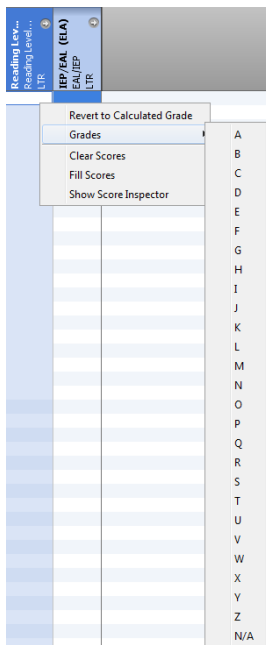 Reading Lev...
Reading Level...
LTR
IEP/EAL (ELA)
EAL/IEP
LTR
Revert to Calculated Grade
Grades
Clear Scores
Fill Scores
Show Score Inspector
A
B
C
D
E
F
G
H
I
J
K
L
M
N
O
P
Q
R
S
T
U
V
W
X
Y
Z
N/A